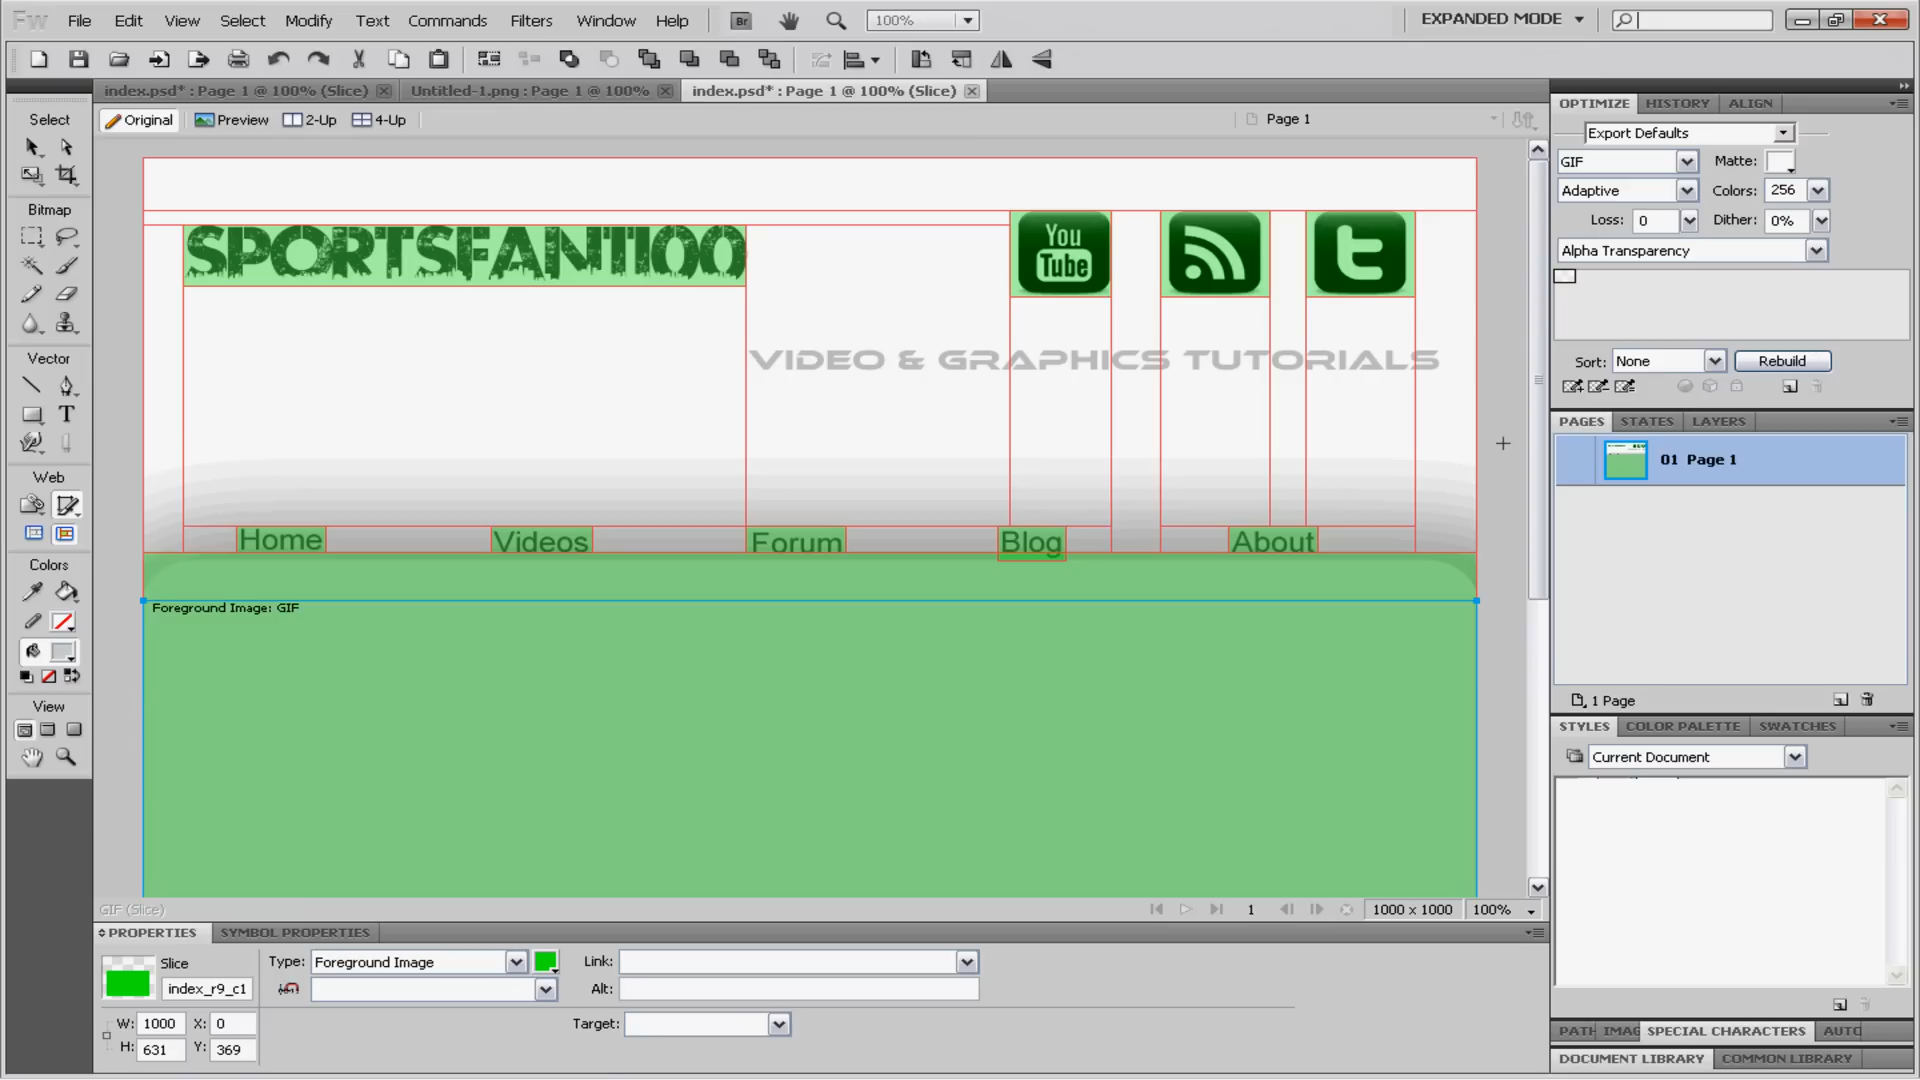 Fw File Edit View Select Modify Text Commands Filters Window Help Br 100% EXPANDED MODE
index.psd* : Page 1 @ 100% (Slice) Untitled-1.png : Page 1 @ 100% index.psd* : Page 1 @ 100% (Slice)
Original Preview 2-Up 4-Up Page 1
Select
Bitmap
Vector
T
Web
Colors
View
SPORTSFANT100
You Tube
t
VIDEO & GRAPHICS TUTORIALS
Home Videos Forum Blog About
Foreground Image: GIF
GIF (Slice) 1 1000 x 1000 100%
PROPERTIES SYMBOL PROPERTIES
Slice Type: Foreground Image Link:
index_r9_c1 Alt:
W: 1000 X: 0 Target:
H: 631 Y: 369
OPTIMIZE HISTORY ALIGN
Export Defaults
GIF Matte:
Adaptive Colors: 256
Loss: 0 Dither: 0%
Alpha Transparency
Sort: None Rebuild
PAGES STATES LAYERS
01 Page 1
1 Page
STYLES COLOR PALETTE SWATCHES
Current Document
PATH IMAG SPECIAL CHARACTERS AUTO
DOCUMENT LIBRARY COMMON LIBRARY